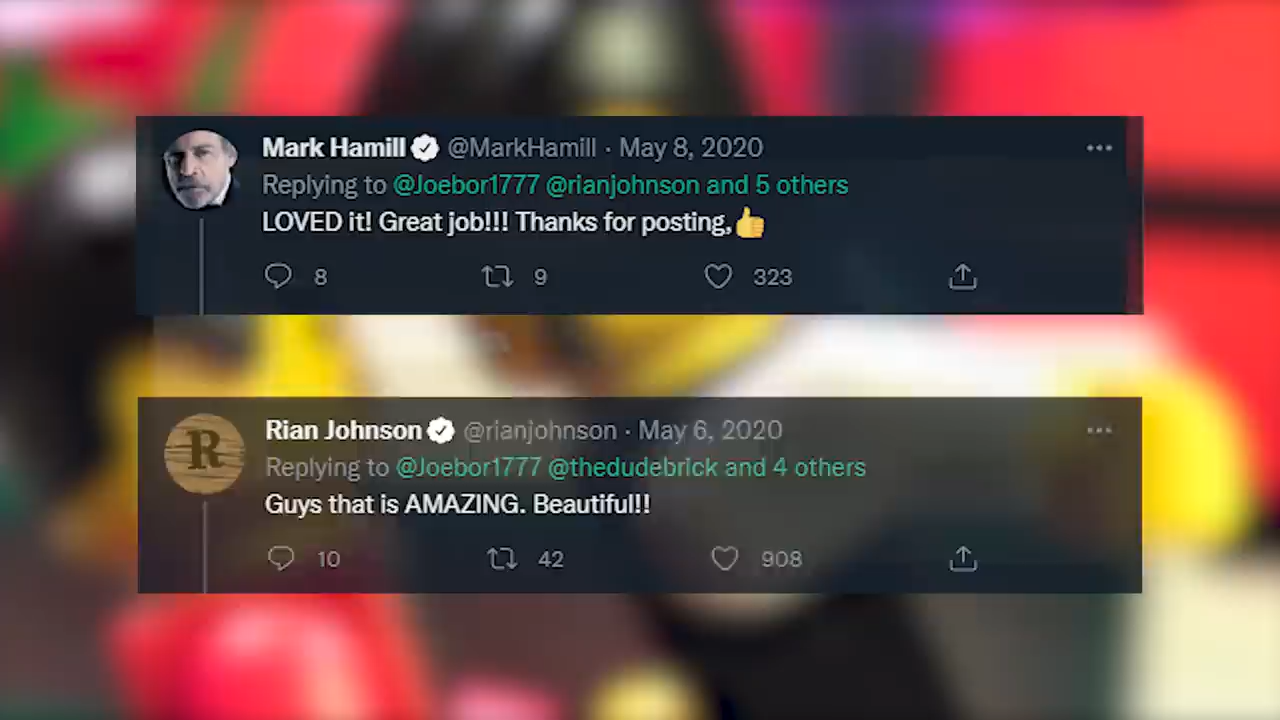 Mark Hamill @MarkHamill · May 8, 2020
Replying to @Joebor1777 @rianjohnson and 5 others
LOVED it! Great job!!! Thanks for posting,👍
8 9 323
R
Rian Johnson @rianjohnson · May 6, 2020
Replying to @Joebor1777 @thedudebrick and 4 others
Guys that is AMAZING. Beautiful!!
10 42 908